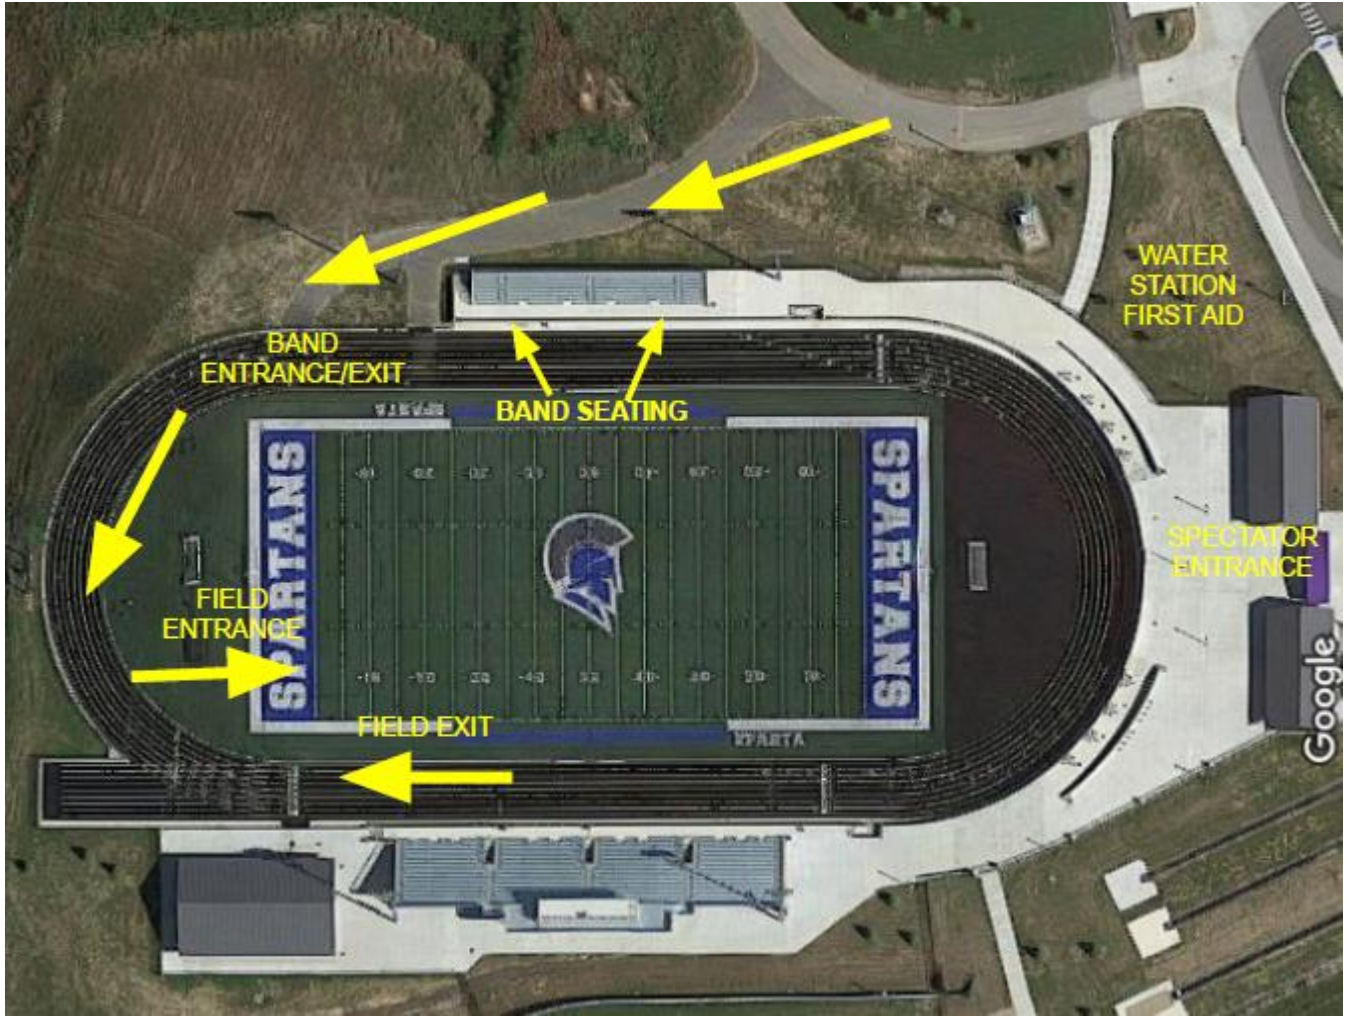 WATER
STATION
FIRST AID
BAND
ENTRANCE/EXIT
BAND SEATING
SPARTA
SPARTANS
SPARTANS
SPECTATOR
ENTRANCE
FIELD
ENTRANCE
Google
FIELD EXIT
SPARTA